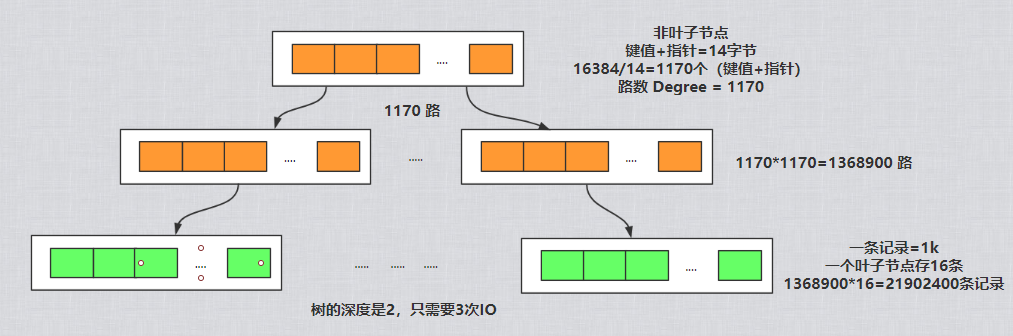 非叶子节点
键值+指针=14字节
16384/14=1170个（键值+指针）
路数 Degree = 1170
....
1170 路
....
.....
....
1170*1170=1368900 路
....
.....
.....
.....
....
一条记录=1k
一个叶子节点存16条
1368900*16=21902400条记录
树的深度是2，只需要3次IO